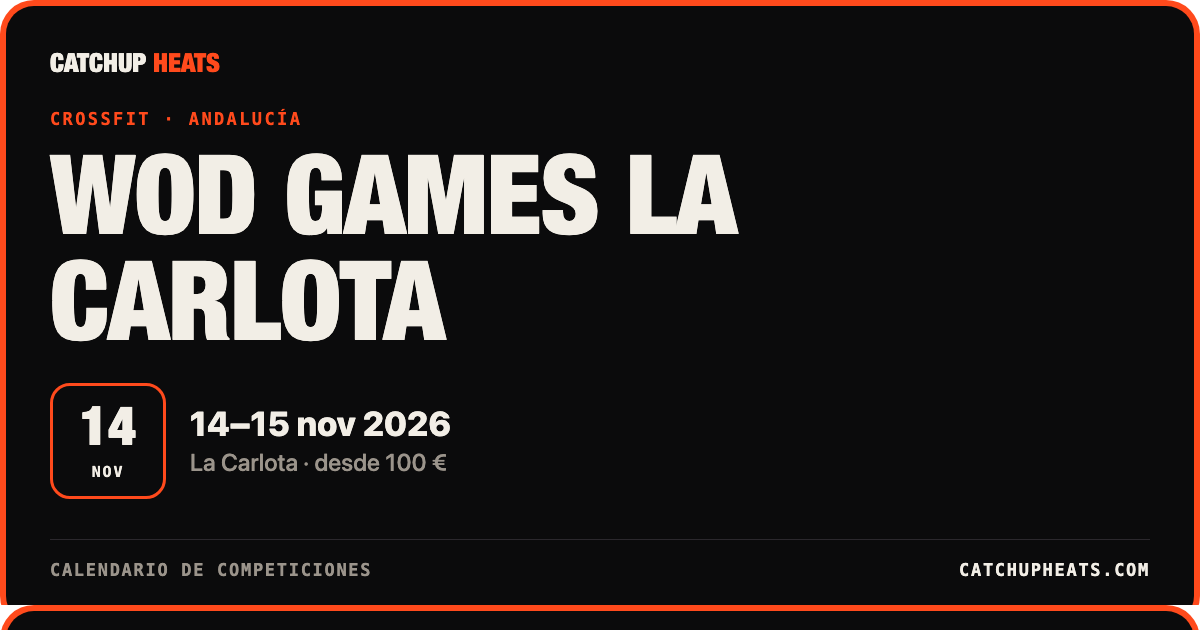 CATCHUP HEATS
CROSSFIT · ANDALUCÍA
WOD GAMES LA
CARLOTA
14
NOV
14–15 nov 2026
La Carlota · desde 100 €
CALENDARIO DE COMPETICIONES
CATCHUPHEATS.COM